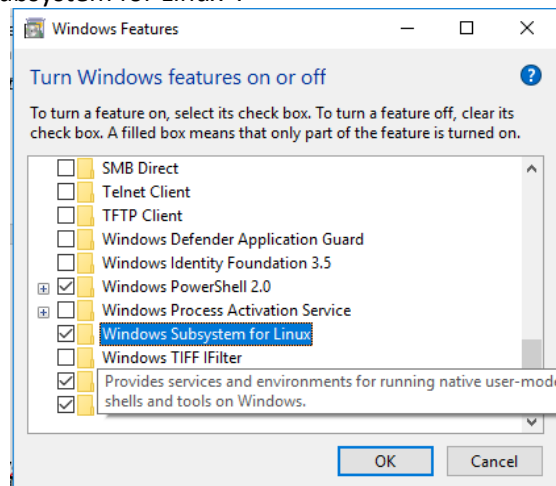 ubsystem for Linux".
Windows Features
Turn Windows features on or off
To turn a feature on, select its check box. To turn a feature off, clear its
check box. A filled box means that only part of the feature is turned on.
SMB Direct
Telnet Client
TFTP Client
Windows Defender Application Guard
Windows Identity Foundation 3.5
Windows PowerShell 2.0
Windows Process Activation Service
Windows Subsystem for Linux
Windows TIFF IFilter
Provides services and environments for running native user-mode
shells and tools on Windows.
OK Cancel